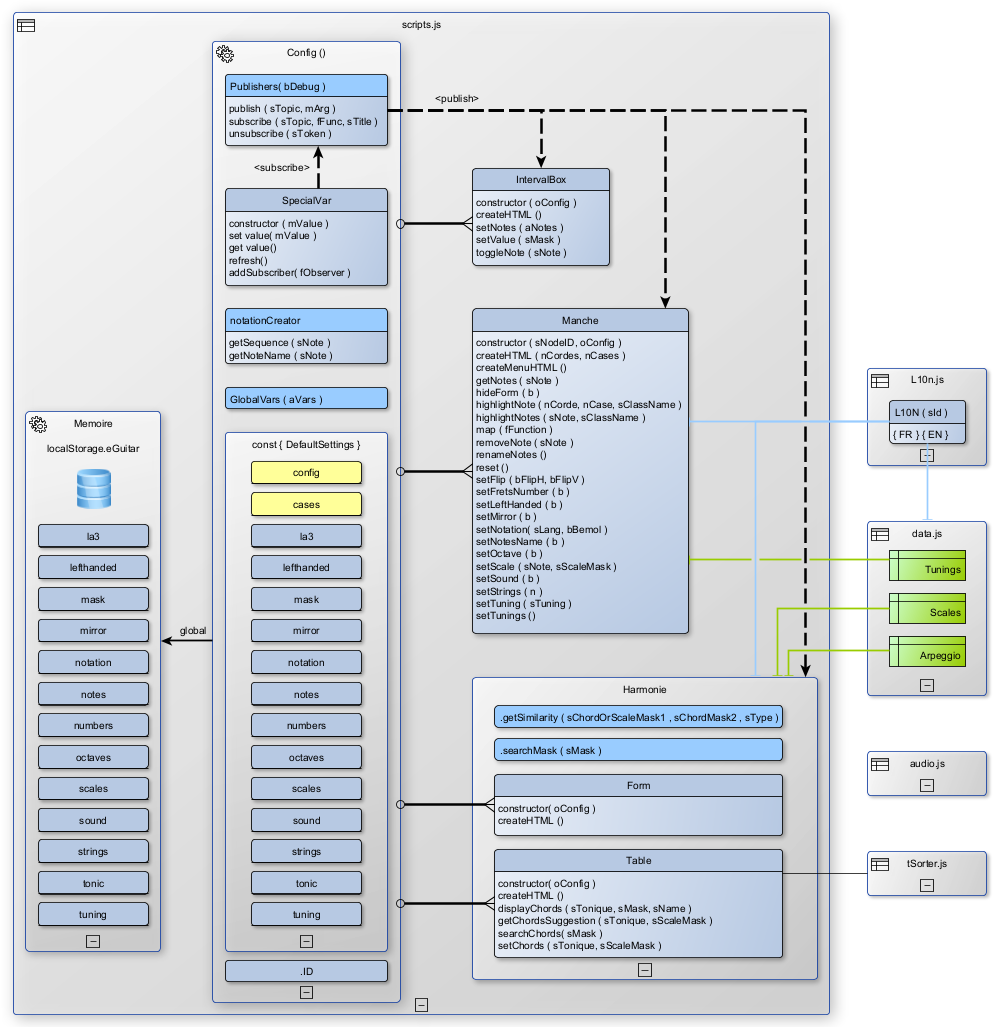 scripts.js
Config ()
Publishers( bDebug )
publish ( sTopic, mArg )
subscribe ( sTopic, fFunc, sTitle )
unsubscribe ( sToken )
<publish>
<subscribe>
SpecialVar
constructor ( mValue )
set value( mValue )
get value()
refresh()
addSubscriber( fObserver )
notationCreator
getSequence ( sNote )
getNoteName ( sNote )
GlobalVars ( aVars )
const { DefaultSettings }
config
cases
la3
lefthanded
mask
mirror
notation
notes
numbers
octaves
scales
sound
strings
tonic
tuning
.ID
Memoire
localStorage.eGuitar
la3
lefthanded
mask
mirror
notation
notes
numbers
octaves
scales
sound
strings
tonic
tuning
global
IntervalBox
constructor ( oConfig )
createHTML ()
setNotes ( aNotes )
setValue ( sMask )
toggleNote ( sNote )
Manche
constructor ( sNodeID, oConfig )
createHTML ( nCordes, nCases )
createMenuHTML ()
getNotes ( sNote )
hideForm ( b )
highlightNote ( nCorde, nCase, sClassName )
highlightNotes ( sNote, sClassName )
map ( fFunction )
removeNote ( sNote )
renameNotes ()
reset ()
setFlip ( bFlipH, bFlipV )
setFretsNumber ( b )
setLeftHanded ( b )
setMirror ( b )
setNotation( sLang, bBemol )
setNotesName ( b )
setOctave ( b )
setScale ( sNote, sScaleMask )
setSound ( b )
setStrings ( n )
setTuning ( sTuning )
setTunings ()
Harmonie
.getSimilarity ( sChordOrScaleMask1 , sChordMask2 , sType )
.searchMask ( sMask )
Form
constructor( oConfig )
createHTML ()
Table
constructor( oConfig )
createHTML ()
displayChords ( sTonique, sMask, sName )
getChordsSuggestion ( sTonique, sScaleMask )
searchChords( sMask )
setChords ( sTonique, sScaleMask )
L10n.js
L10N ( sId )
{ FR } { EN }
data.js
Tunings
Scales
Arpeggio
audio.js
tSorter.js